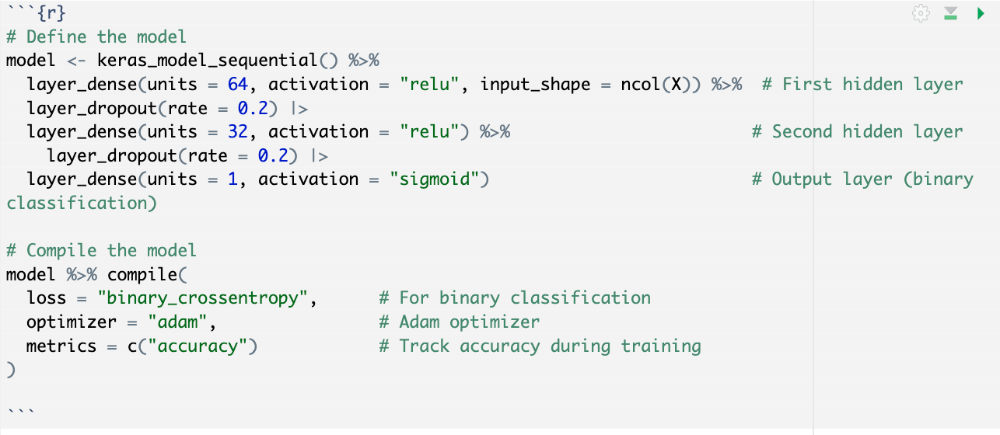 ```{r}
# Define the model
model <- keras_model_sequential() %>%
  layer_dense(units = 64, activation = "relu", input_shape = ncol(X)) %>%  # First hidden layer
  layer_dropout(rate = 0.2) |>
  layer_dense(units = 32, activation = "relu") %>%                        # Second hidden layer
    layer_dropout(rate = 0.2) |>
  layer_dense(units = 1, activation = "sigmoid")                          # Output layer (binary
classification)

# Compile the model
model %>% compile(
  loss = "binary_crossentropy",      # For binary classification
  optimizer = "adam",                # Adam optimizer
  metrics = c("accuracy")            # Track accuracy during training
)

```